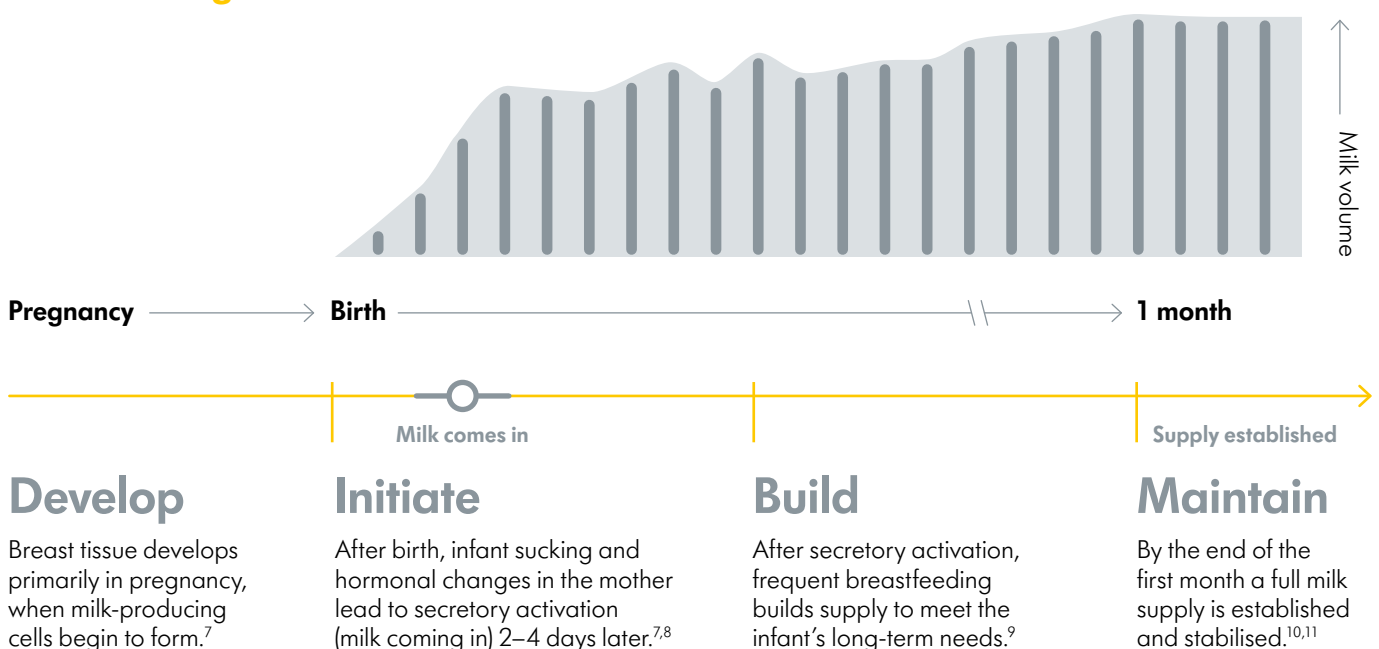 Milk volume
Pregnancy
Birth
1 month
Milk comes in
Supply established
Develop
Breast tissue develops
primarily in pregnancy,
when milk-producing
cells begin to form.7
Initiate
After birth, infant sucking and
hormonal changes in the mother
lead to secretory activation
(milk coming in) 2–4 days later.7,8
Build
After secretory activation,
frequent breastfeeding
builds supply to meet the
infant’s long-term needs.9
Maintain
By the end of the
first month a full milk
supply is established
and stabilised.10,11